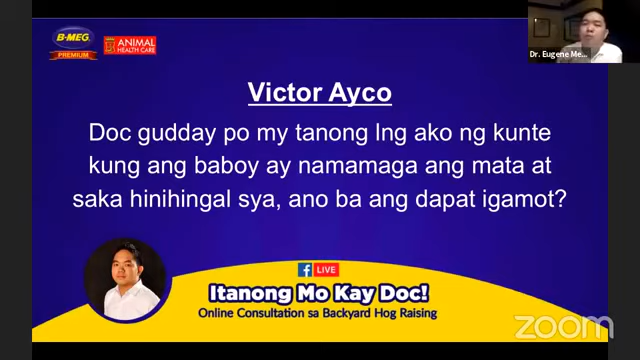 B-MEG
PREMIUM
ANIMAL
HEALTH CARE
Dr. Eugene Me...
Victor Ayco
Doc gudday po my tanong lng ako ng kunte
kung ang baboy ay namamaga ang mata at
saka hinihingal sya, ano ba ang dapat igamot?
LIVE
Itanong Mo Kay Doc!
Online Consultation sa Backyard Hog Raising
zoom